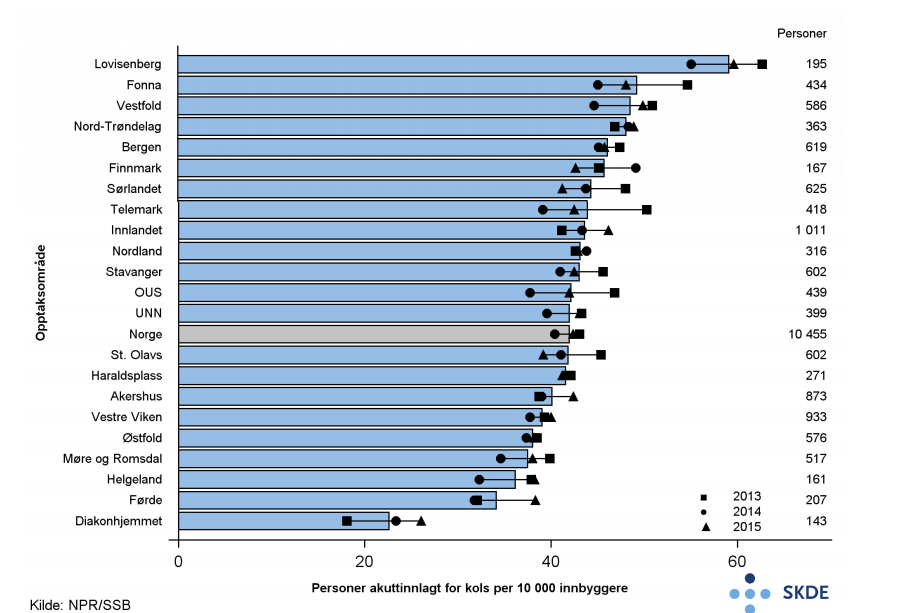 Personer
Lovisenberg 195
Fonna 434
Vestfold 586
Nord-Trøndelag 363
Bergen 619
Finnmark 167
Sørlandet 625
Telemark 418
Innlandet 1 011
Nordland 316
Stavanger 602
OUS 439
UNN 399
Norge 10 455
St. Olavs 602
Haraldsplass 271
Akershus 873
Vestre Viken 933
Østfold 576
Møre og Romsdal 517
Helgeland 161
Førde 207
Diakonhjemmet 143
Opptaksområde
2013
2014
2015
0 20 40 60
Personer akuttinnlagt for kols per 10 000 innbyggere
Kilde: NPR/SSB
SKDE